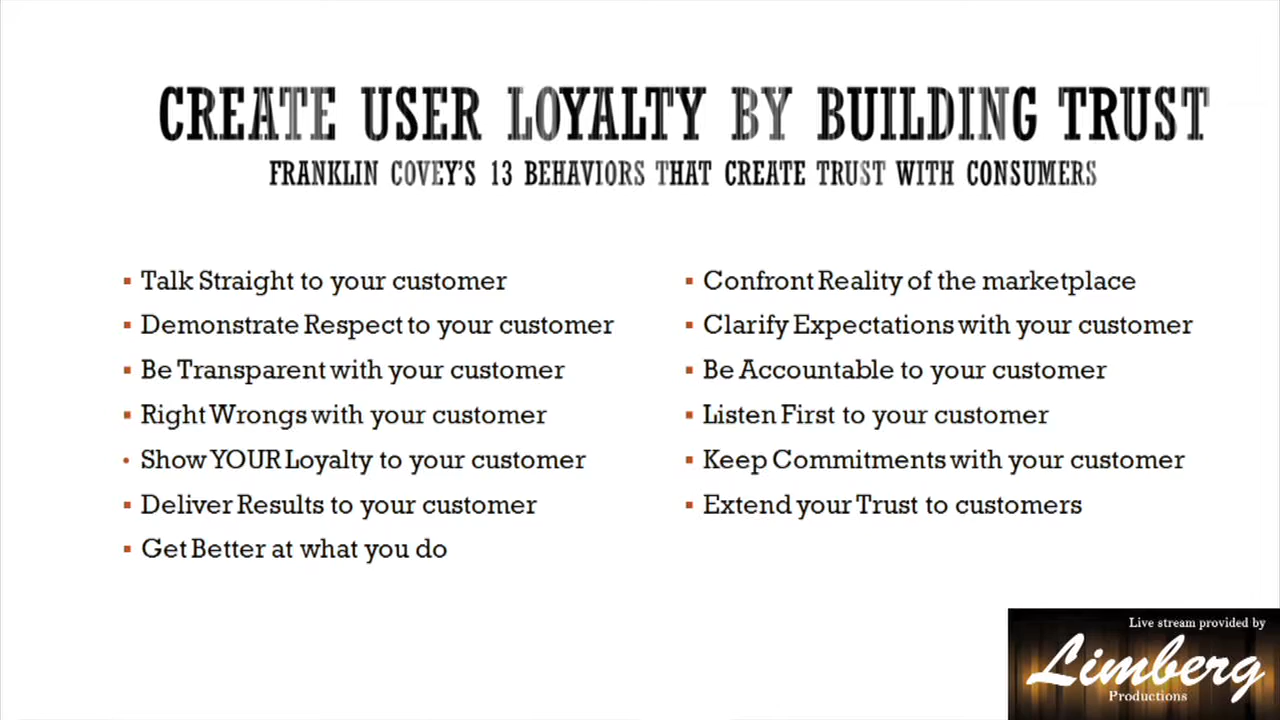 CREATE USER LOYALTY BY BUILDING TRUST
FRANKLIN COVEY'S 13 BEHAVIORS THAT CREATE TRUST WITH CONSUMERS
Talk Straight to your customer
Demonstrate Respect to your customer
Be Transparent with your customer
Right Wrongs with your customer
Show YOUR Loyalty to your customer
Deliver Results to your customer
Get Better at what you do
Confront Reality of the marketplace
Clarify Expectations with your customer
Be Accountable to your customer
Listen First to your customer
Keep Commitments with your customer
Extend your Trust to customers
Live stream provided by
Limberg
Productions